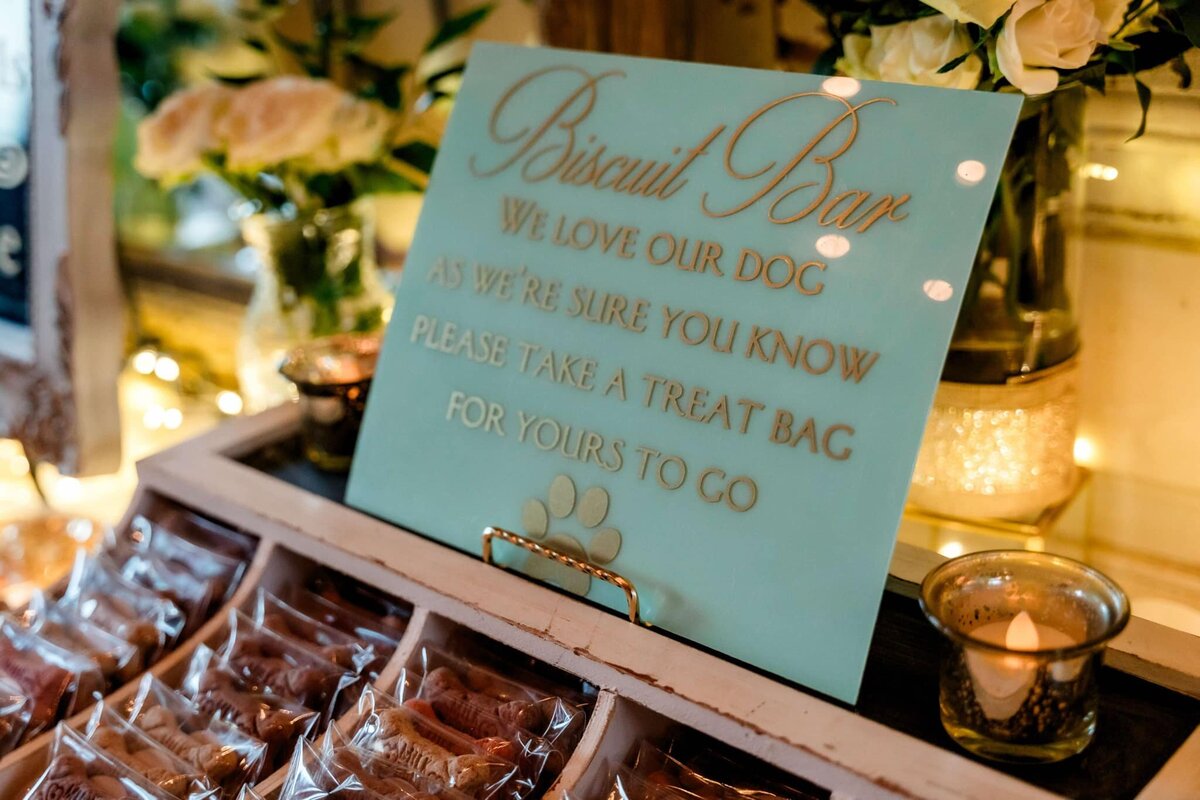 Biscuit Bar
WE LOVE OUR DOG
AS WE'RE SURE YOU KNOW
PLEASE TAKE A TREAT BAG
FOR YOURS TO GO